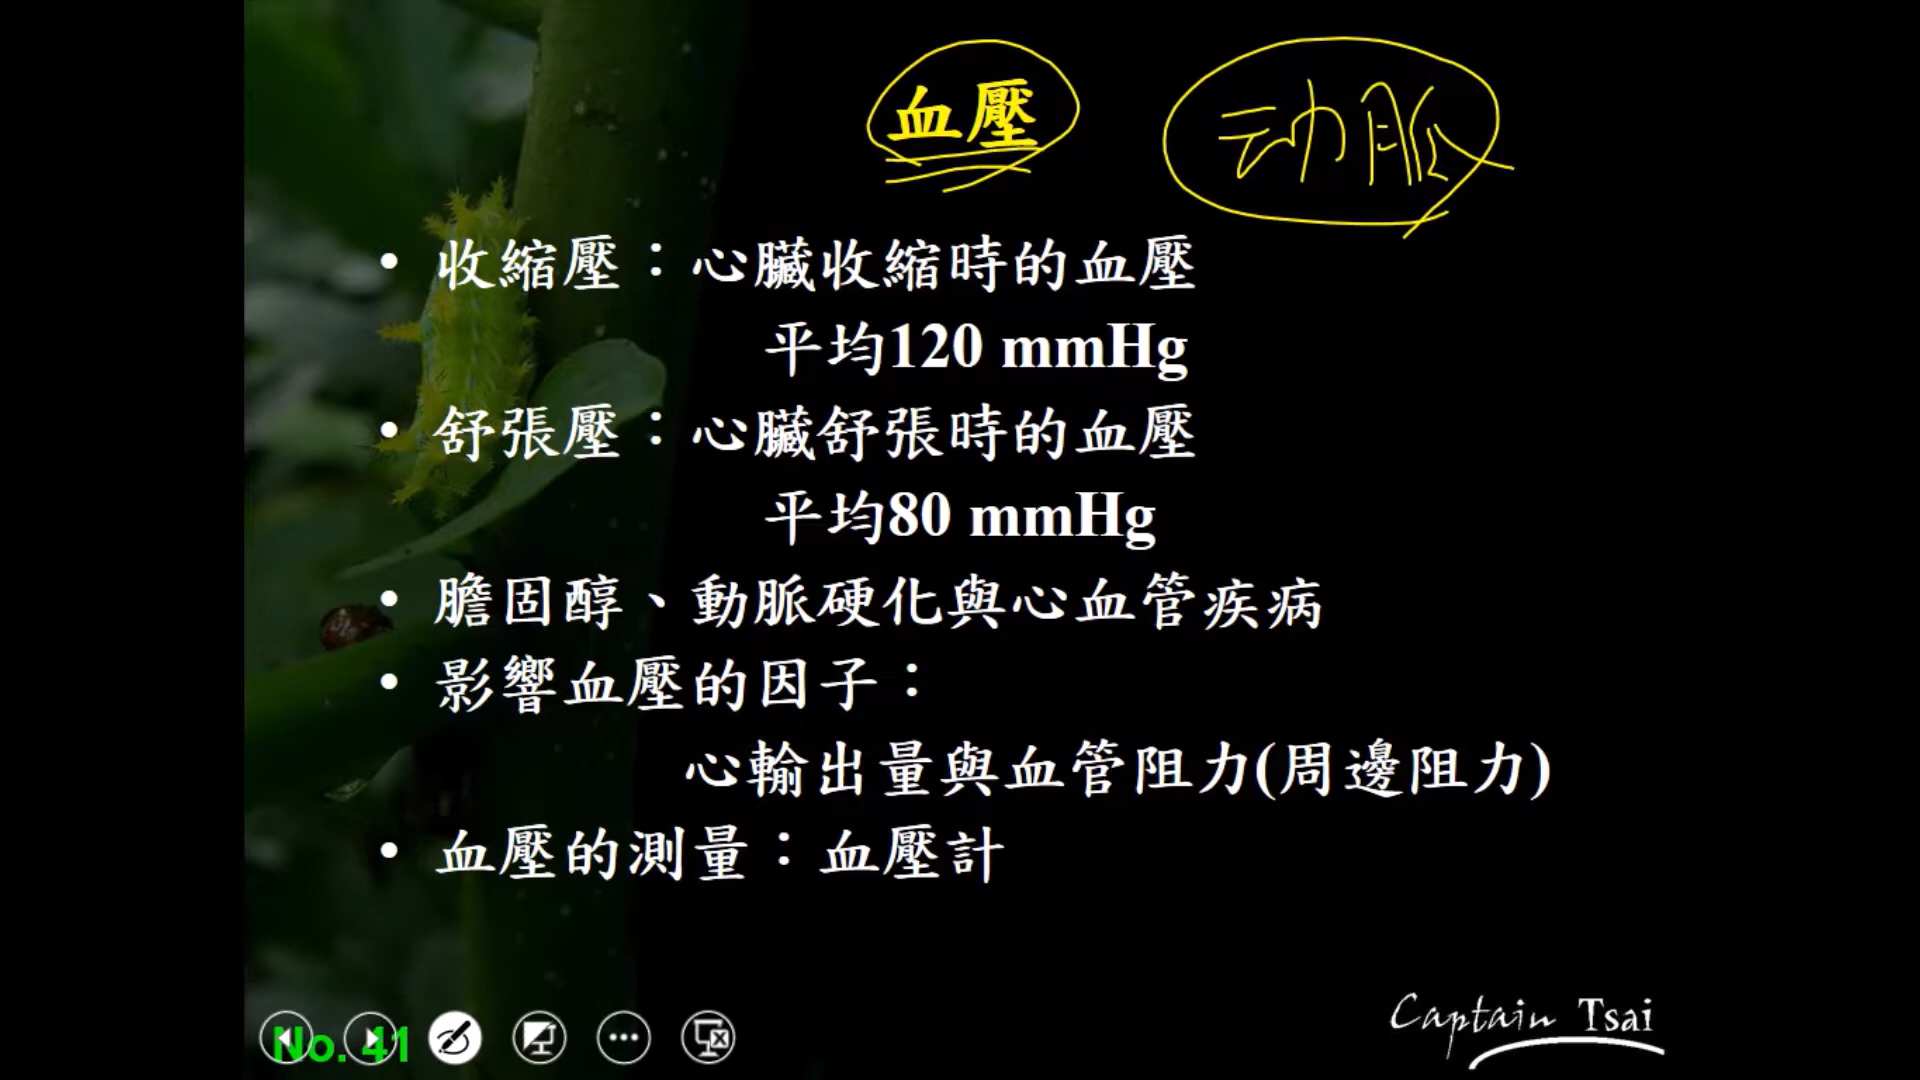 血壓 动脈
• 收縮壓：心臟收縮時的血壓
平均120 mmHg
• 舒張壓：心臟舒張時的血壓
平均80 mmHg
• 膽固醇、動脈硬化與心血管疾病
• 影響血壓的因子：
心輸出量與血管阻力(周邊阻力)
• 血壓的測量：血壓計
No. 41
Captain Tsai